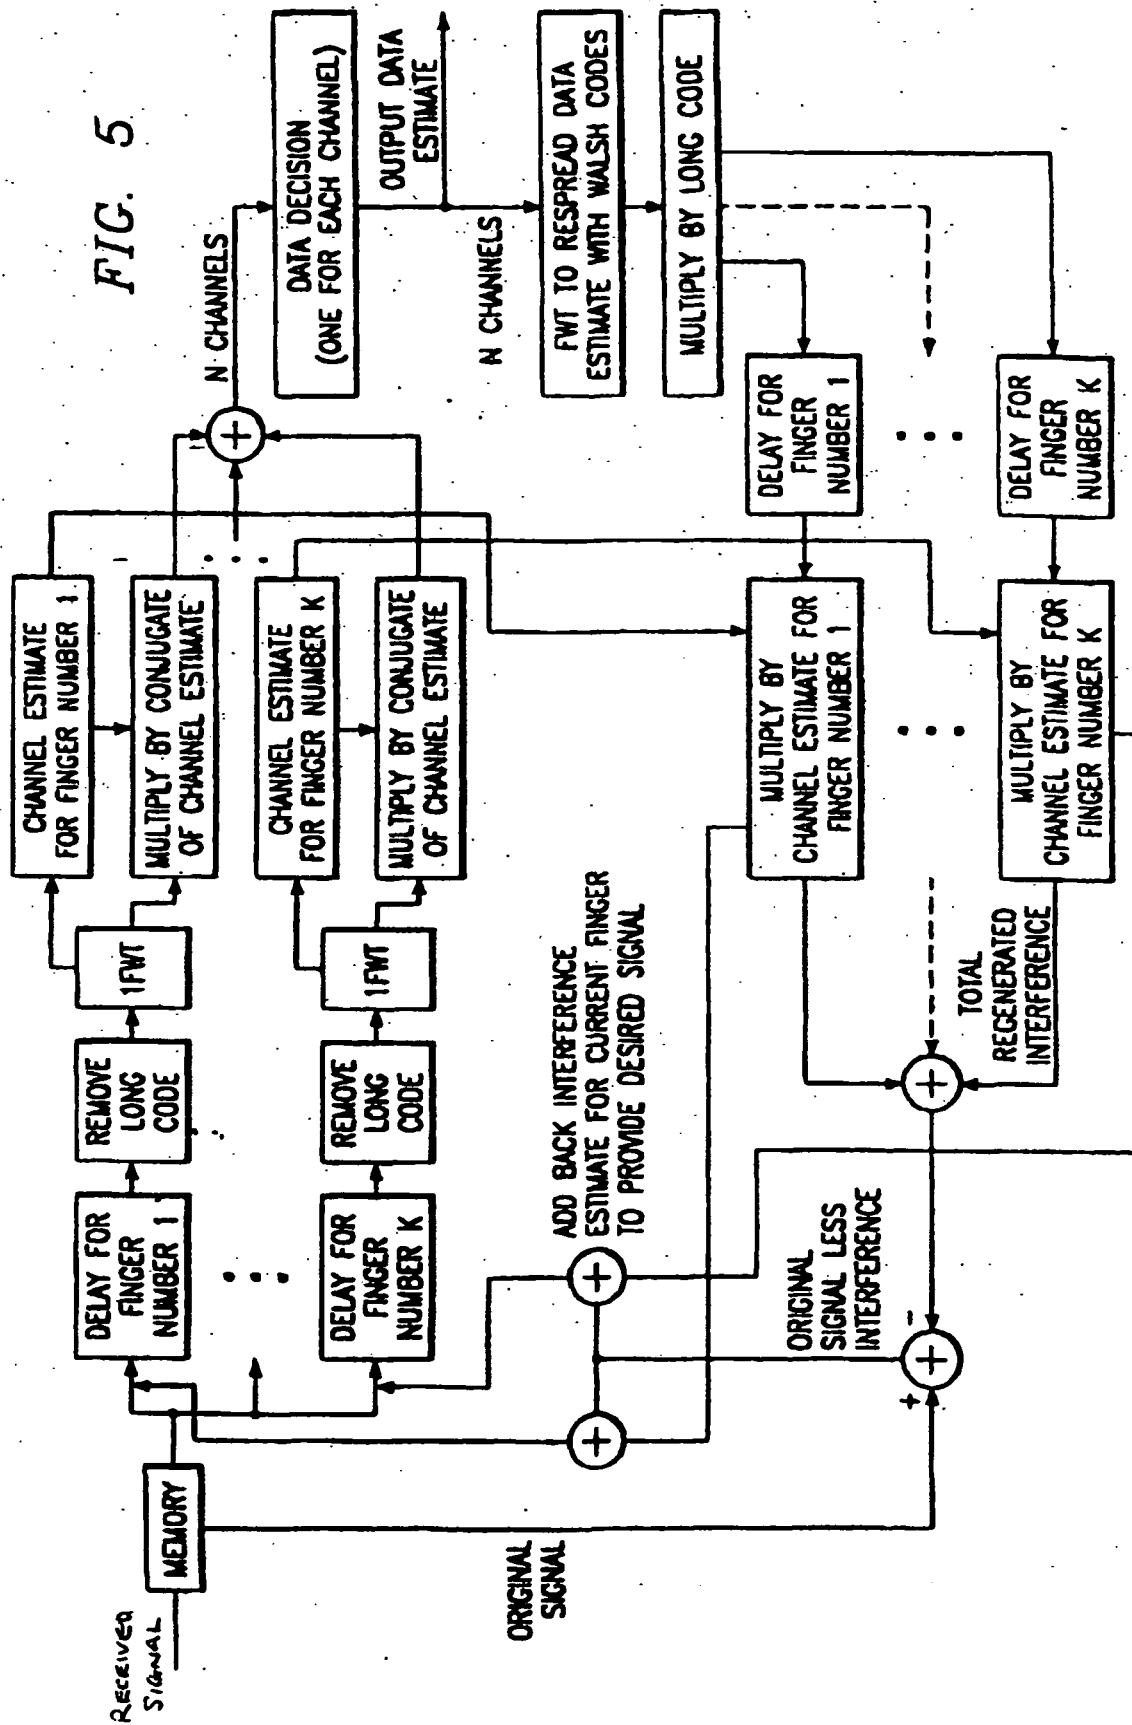 FIG. 5
RECEIVED
SIGNAL
MEMORY
DELAY FOR
FINGER
NUMBER 1
REMOVE
LONG
CODE
1FWT
CHANNEL ESTIMATE
FOR FINGER NUMBER 1
MULTIPLY BY CONJUGATE
OF CHANNEL ESTIMATE
DELAY FOR
FINGER
NUMBER K
REMOVE
LONG
CODE
1FWT
CHANNEL ESTIMATE
FOR FINGER NUMBER K
MULTIPLY BY CONJUGATE
OF CHANNEL ESTIMATE
+
N CHANNELS
DATA DECISION
(ONE FOR EACH CHANNEL)
OUTPUT DATA
ESTIMATE
N CHANNELS
FWT TO RESPREAD DATA
ESTIMATE WITH WALSH CODES
MULTIPLY BY LONG CODE
ORIGINAL
SIGNAL
+
+
ADD BACK INTERFERENCE
ESTIMATE FOR CURRENT FINGER
TO PROVIDE DESIRED SIGNAL
DELAY FOR
FINGER
NUMBER 1
MULTIPLY BY
CHANNEL ESTIMATE FOR
FINGER NUMBER 1
ORIGINAL
SIGNAL LESS
INTERFERENCE
+
+
-
+
TOTAL
REGENERATED
INTERFERENCE
DELAY FOR
FINGER
NUMBER K
MULTIPLY BY
CHANNEL ESTIMATE FOR
FINGER NUMBER K